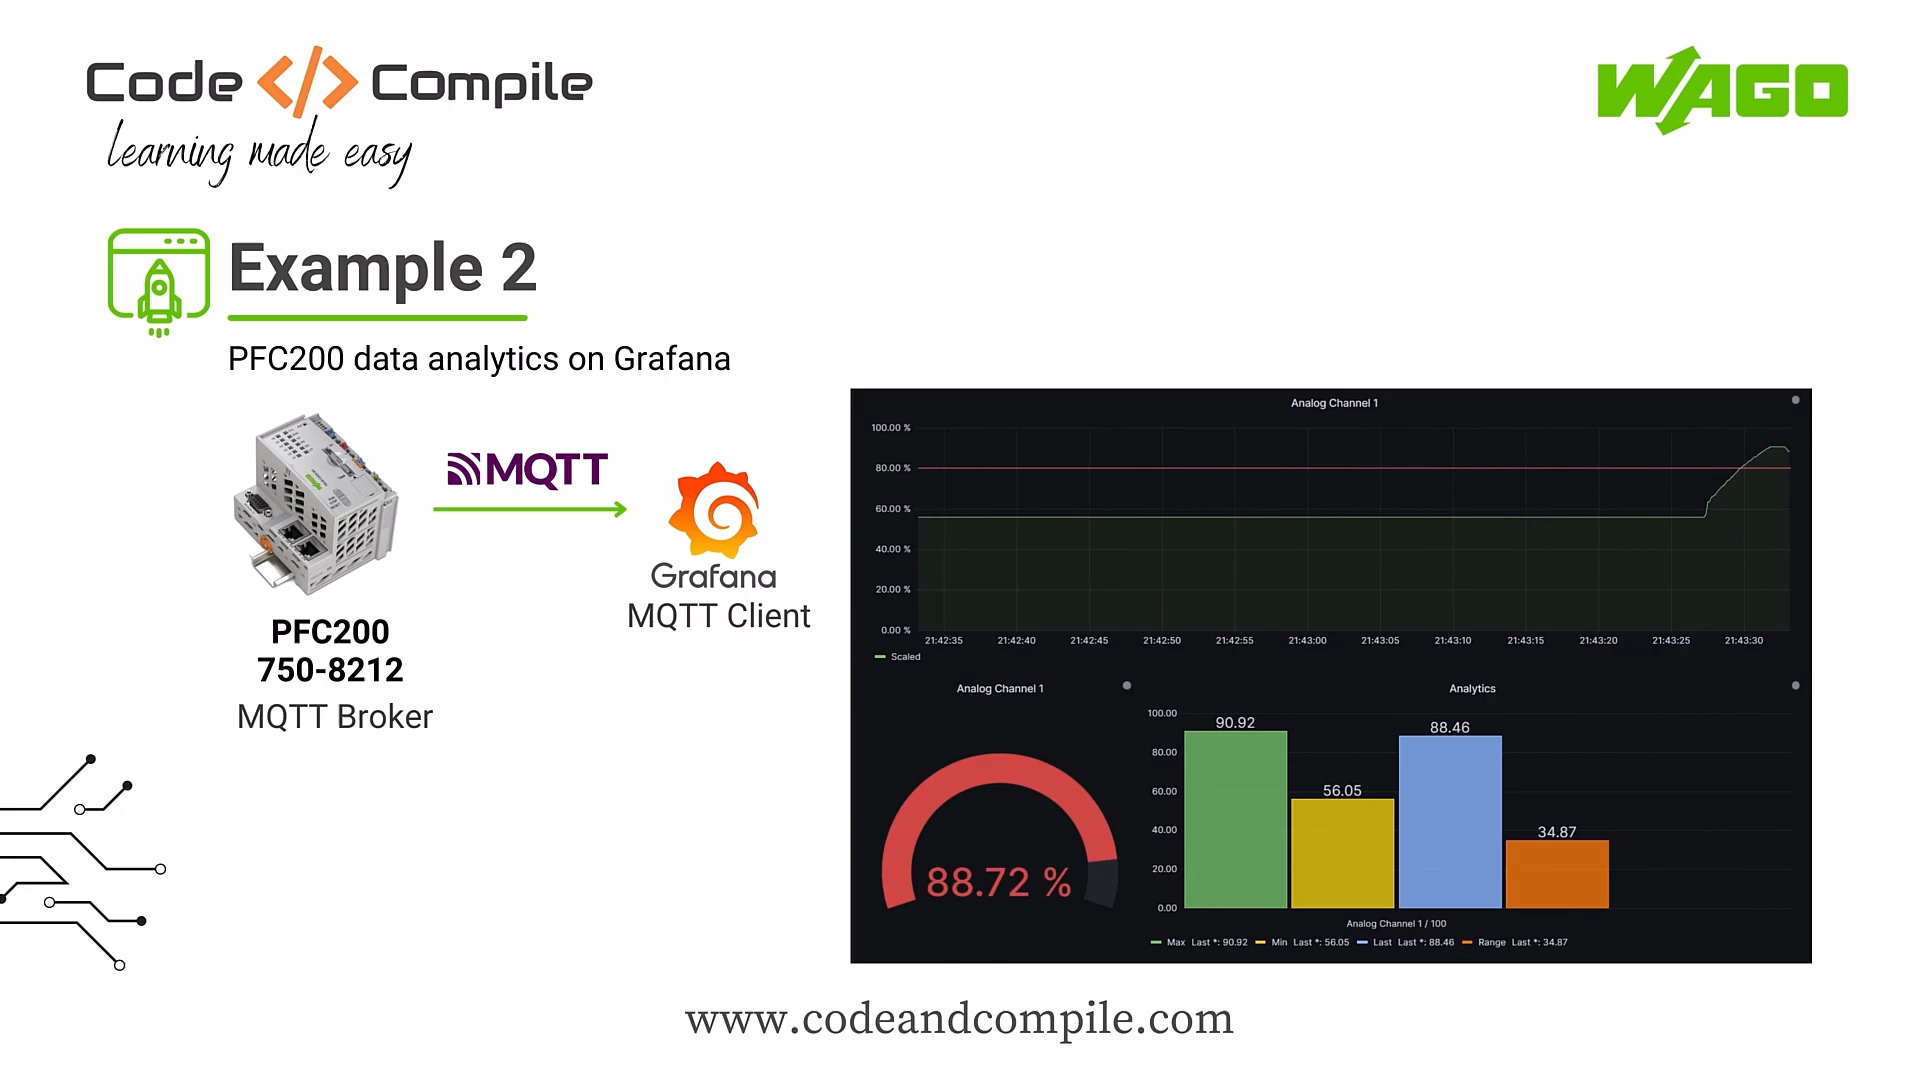 Code </> Compile
learning made easy
WAGO
Example 2
PFC200 data analytics on Grafana
MQTT
Grafana
MQTT Client
PFC200
750-8212
MQTT Broker
Analog Channel 1
100.00 %
80.00 %
60.00 %
40.00 %
20.00 %
0.00 %
21:42:35 21:42:40 21:42:45 21:42:50 21:42:55 21:43:00 21:43:05 21:43:10 21:43:15 21:43:20 21:43:25 21:43:30
Scaled
Analog Channel 1
88.72 %
Analytics
100.00
80.00
60.00
40.00
20.00
0.00
90.92
56.05
88.46
34.87
Analog Channel 1 / 100
Max Last *: 90.92 Min Last *: 56.05 Last Last *: 88.46 Range Last *: 34.87
www.codeandcompile.com